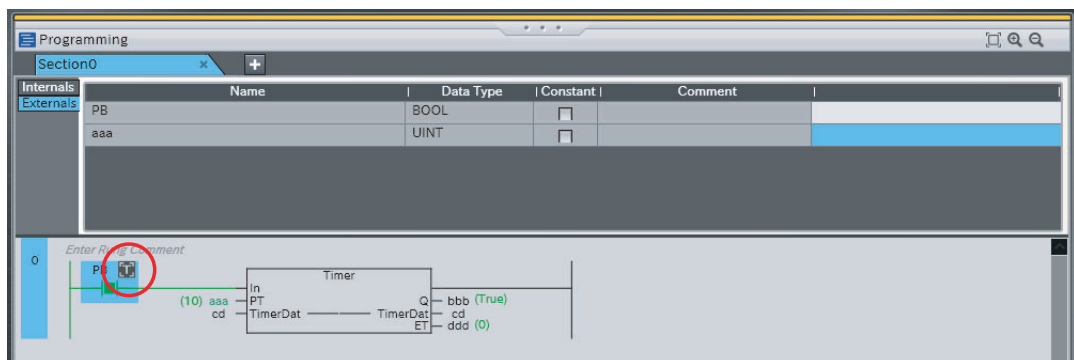 Programming
Section0 × +
Internals
Externals
Name | Data Type | Constant | Comment |
PB BOOL
aaa UINT
0
Enter Rung Comment
PB T
Timer
In
(10) aaa PT Q bbb (True)
cd TimerDat TimerDat cd
ET ddd (0)